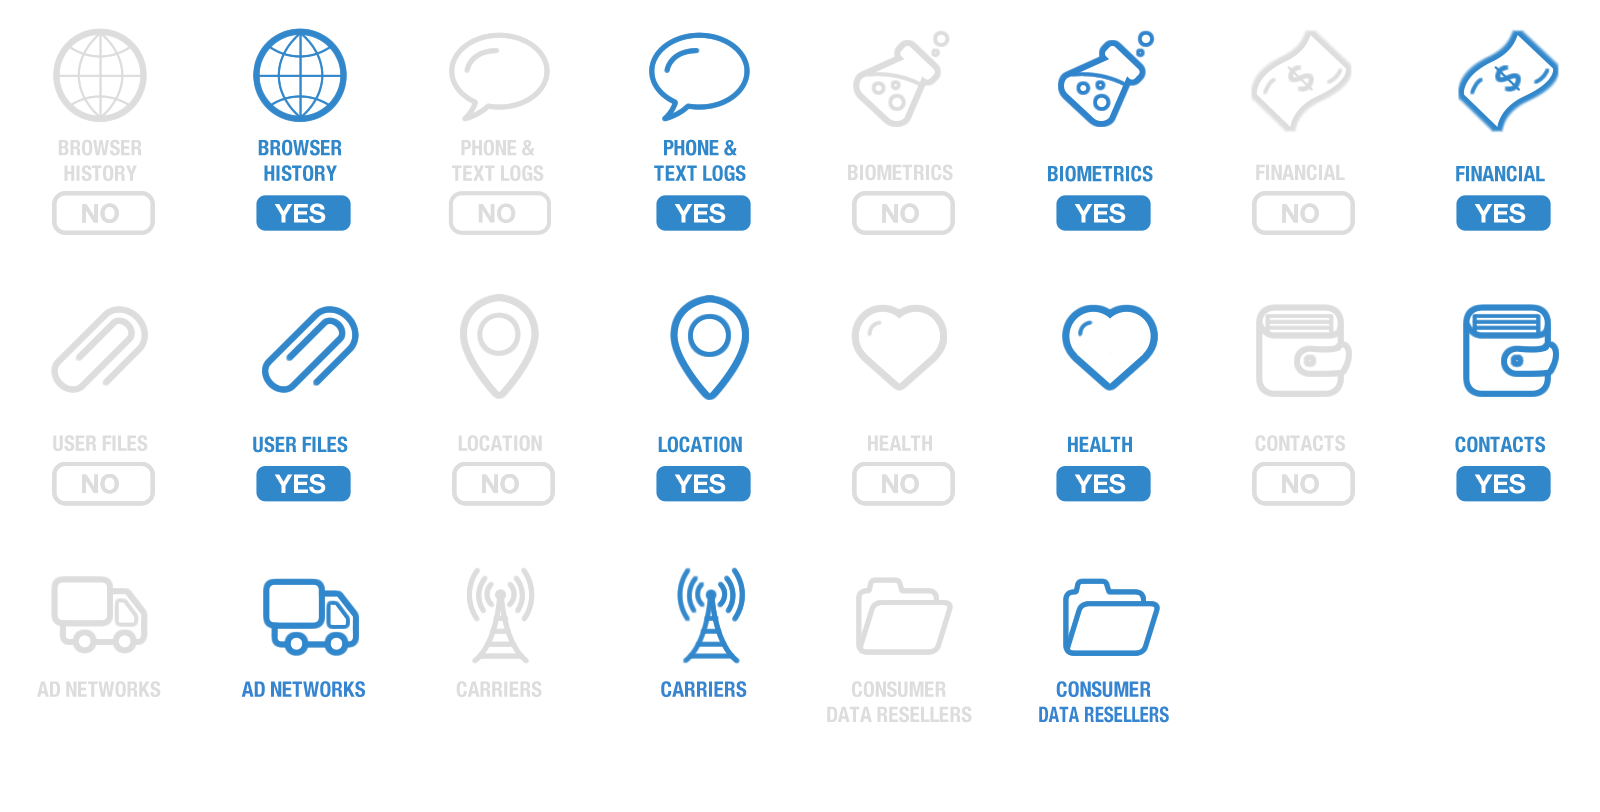 BROWSER
HISTORY
NO
BROWSER
HISTORY
YES
PHONE &
TEXT LOGS
NO
PHONE &
TEXT LOGS
YES
BIOMETRICS
NO
BIOMETRICS
YES
$
FINANCIAL
NO
$
FINANCIAL
YES
USER FILES
NO
USER FILES
YES
LOCATION
NO
LOCATION
YES
HEALTH
NO
HEALTH
YES
CONTACTS
NO
CONTACTS
YES
AD NETWORKS
AD NETWORKS
CARRIERS
CARRIERS
CONSUMER
DATA RESELLERS
CONSUMER
DATA RESELLERS